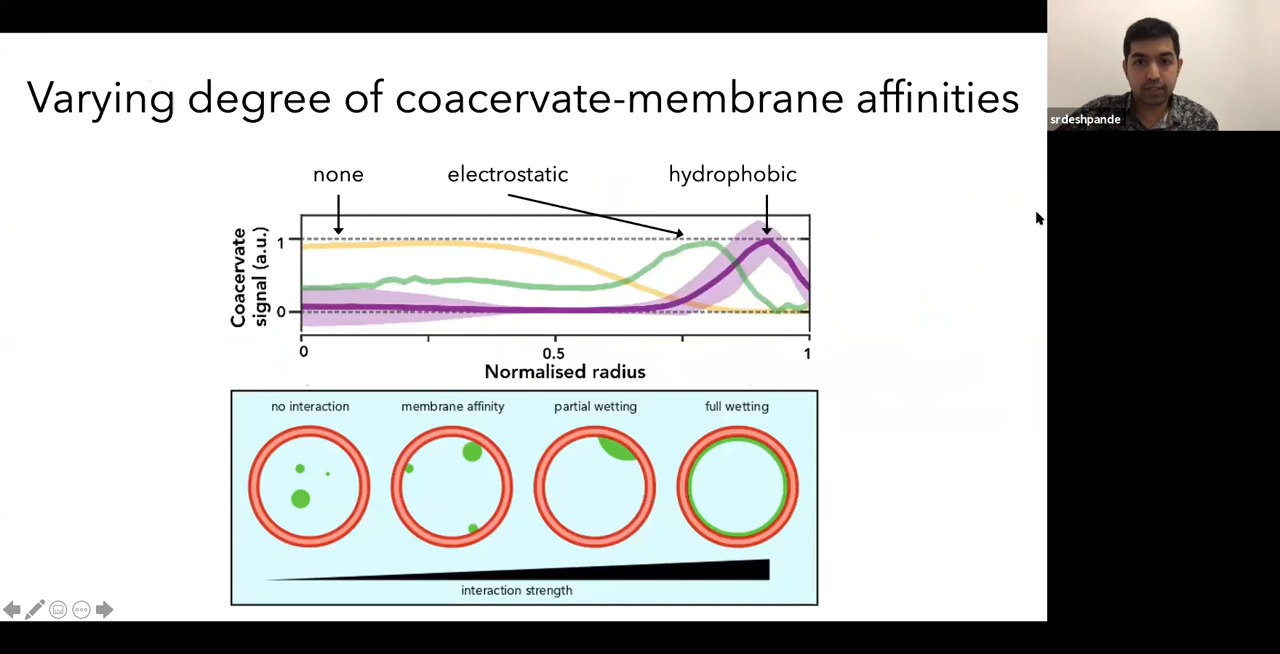 Varying degree of coacervate-membrane affinities
srdeshpande
none
electrostatic
hydrophobic
Coacervate
signal (a.u.)
1
0
0
0.5
1
Normalised radius
no interaction
membrane affinity
partial wetting
full wetting
interaction strength